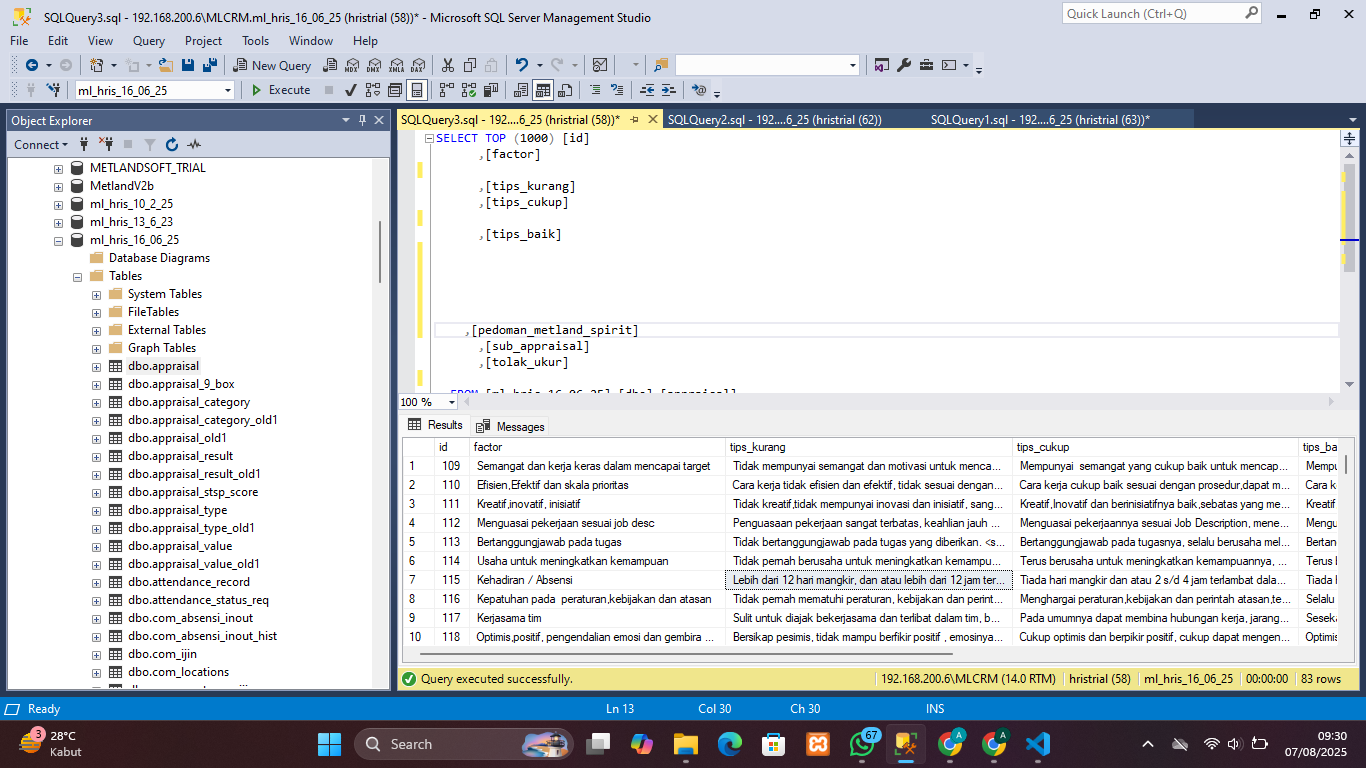 SQLQuery3.sql - 192.168.200.6\MLCRM.ml_hris_16_06_25 (hristrial (58))* - Microsoft SQL Server Management Studio
Quick Launch (Ctrl+Q)
File Edit View Query Project Tools Window Help
New Query MDX DMX XMLA DAX
ml_hris_16_06_25 Execute
Object Explorer
Connect
METLANDSOFT_TRIAL
MetlandV2b
ml_hris_10_2_25
ml_hris_13_6_23
ml_hris_16_06_25
Database Diagrams
Tables
System Tables
FileTables
External Tables
Graph Tables
dbo.appraisal
dbo.appraisal_9_box
dbo.appraisal_category
dbo.appraisal_category_old1
dbo.appraisal_old1
dbo.appraisal_result
dbo.appraisal_result_old1
dbo.appraisal_stsp_score
dbo.appraisal_type
dbo.appraisal_type_old1
dbo.appraisal_value
dbo.appraisal_value_old1
dbo.attendance_record
dbo.attendance_status_req
dbo.com_absensi_inout
dbo.com_absensi_inout_hist
dbo.com_ijin
dbo.com_locations
SQLQuery3.sql - 192....6_25 (hristrial (58))* SQLQuery2.sql - 192....6_25 (hristrial (62)) SQLQuery1.sql - 192....6_25 (hristrial (63))*
SELECT TOP (1000) [id]
,[factor]
,[tips_kurang]
,[tips_cukup]
,[tips_baik]
,[pedoman_metland_spirit]
,[sub_appraisal]
,[tolak_ukur]
FROM [ml_hris_16_06_25].[dbo].[appraisal]
100 %
Results Messages
id factor tips_kurang tips_cukup tips_ba
1 109 Semangat dan kerja keras dalam mencapai target Tidak mempunyai semangat dan motivasi untuk menca... Mempunyai semangat yang cukup baik untuk mencap... Mempu
2 110 Efisien,Efektif dan skala prioritas Cara kerja tidak efisien dan efektif, tidak sesuai dengan... Cara kerja cukup baik sesuai dengan prosedur,dapat m... Cara k
3 111 Kreatif,inovatif, inisiatif Tidak kreatif,tidak mempunyai inovasi dan inisiatif, sang... Kreatif,Inovatif dan berinisiatifnya baik,sebatas yang me... Kreatif
4 112 Menguasai pekerjaan sesuai job desc Penguasaan pekerjaan sangat terbatas, keahlian jauh ... Menguasai pekerjaannya sesuai Job Description, mene... Mengu
5 113 Bertanggungjawab pada tugas Tidak bertanggungjawab pada tugas yang diberikan. <s... Bertanggungjawab pada tugasnya, selalu berusaha mel... Bertan
6 114 Usaha untuk meningkatkan kemampuan Tidak pernah berusaha untuk meningkatkan kemampu... Terus berusaha untuk meningkatkan kemampuannya, ... Terus l
7 115 Kehadiran / Absensi Lebih dari 12 hari mangkir, dan atau lebih dari 12 jam ter... Tiada hari mangkir dan atau 2 s/d 4 jam terlambat dala... Tiada h
8 116 Kepatuhan pada peraturan,kebijakan dan atasan Tidak pernah mematuhi peraturan, kebijakan dan perint... Menghargai peraturan,kebijakan dan perintah atasan,te... Selalu
9 117 Kerjasama tim Sulit untuk diajak bekerjasama dan terlibat dalam tim, b... Pada umumnya dapat membina hubungan kerja, jarang... Seseka
10 118 Optimis,positif, pengendalian emosi dan gembira ... Bersikap pesimis, tidak mampu berfikir positif , emosinya... Cukup optimis dan berpikir positif, cukup dapat mengen... Optimis
Query executed successfully. 192.168.200.6\MLCRM (14.0 RTM) hristrial (58) ml_hris_16_06_25 00:00:00 83 rows
Ready Ln 13 Col 30 Ch 30 INS
3 28°C
Kabut
Search
67
A
A
09:30
07/08/2025